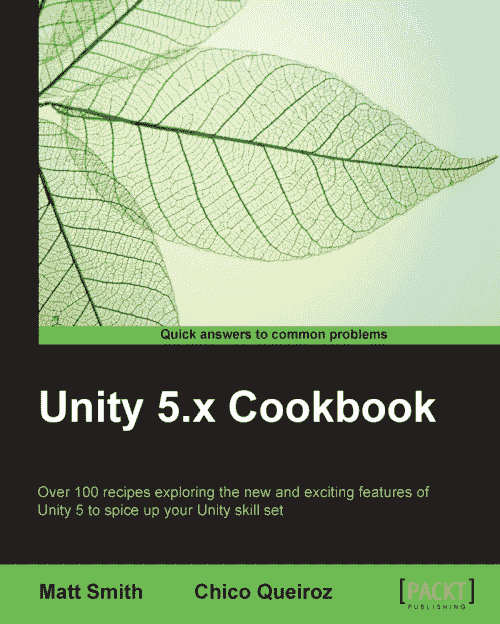 Quick answers to common problems
Unity 5.x Cookbook
Over 100 recipes exploring the new and exciting features of
Unity 5 to spice up your Unity skill set
Matt Smith Chico Queiroz
[PACKT]
PUBLISHING